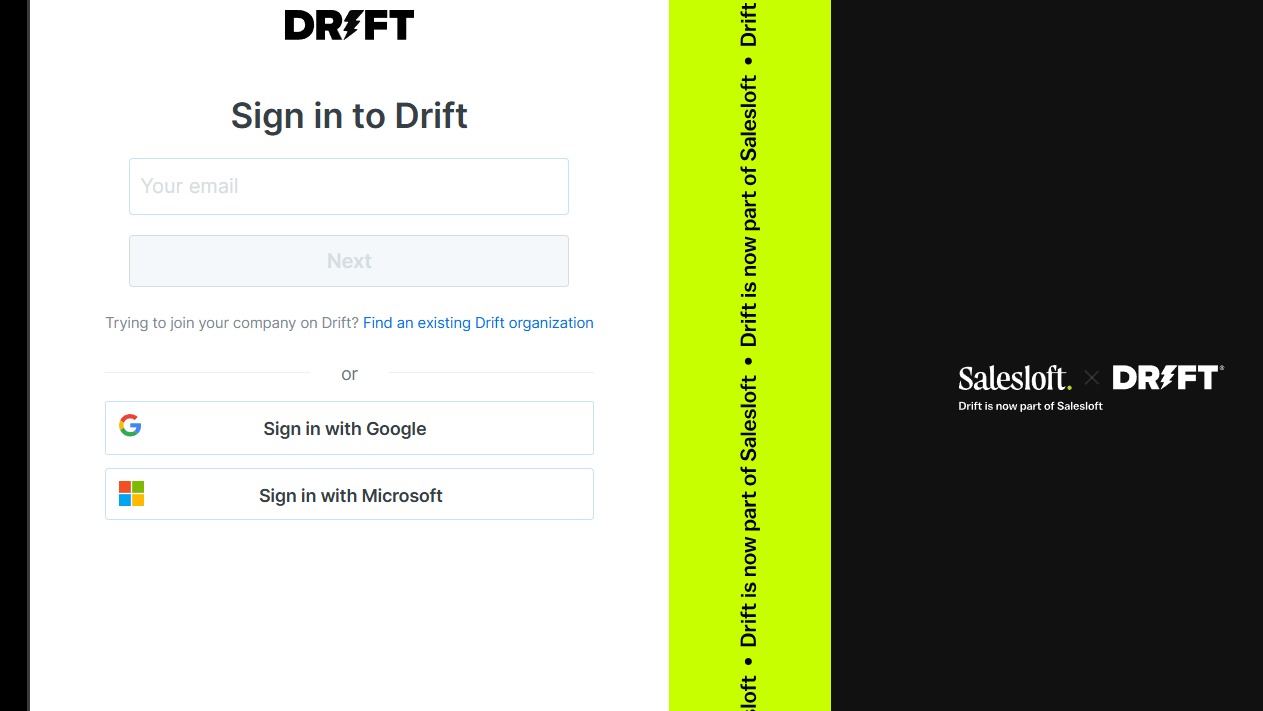 DRIFT
Sign in to Drift
Your email
Next
Trying to join your company on Drift? Find an existing Drift organization
or
Sign in with Google
Sign in with Microsoft
sloft • Drift is now part of Salesloft • Drift is now part of Salesloft • Drift
Salesloft. × DRIFT®
Drift is now part of Salesloft